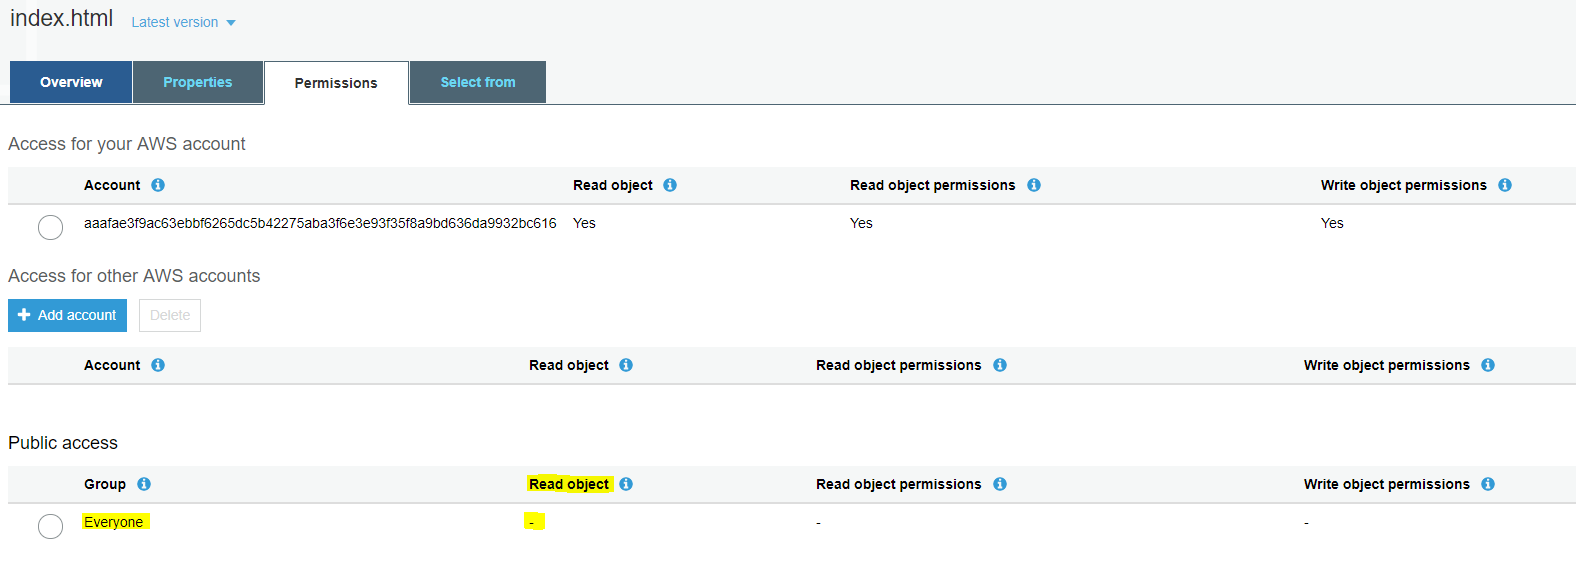 index.html Latest version
Overview Properties Permissions Select from
Access for your AWS account
Account Read object Read object permissions Write object permissions
aaafae3f9ac63ebbf6265dc5b42275aba3f6e3e93f35f8a9bd636da9932bc616 Yes Yes Yes
Access for other AWS accounts
+ Add account Delete
Account Read object Read object permissions Write object permissions
Public access
Group Read object Read object permissions Write object permissions
Everyone - - -